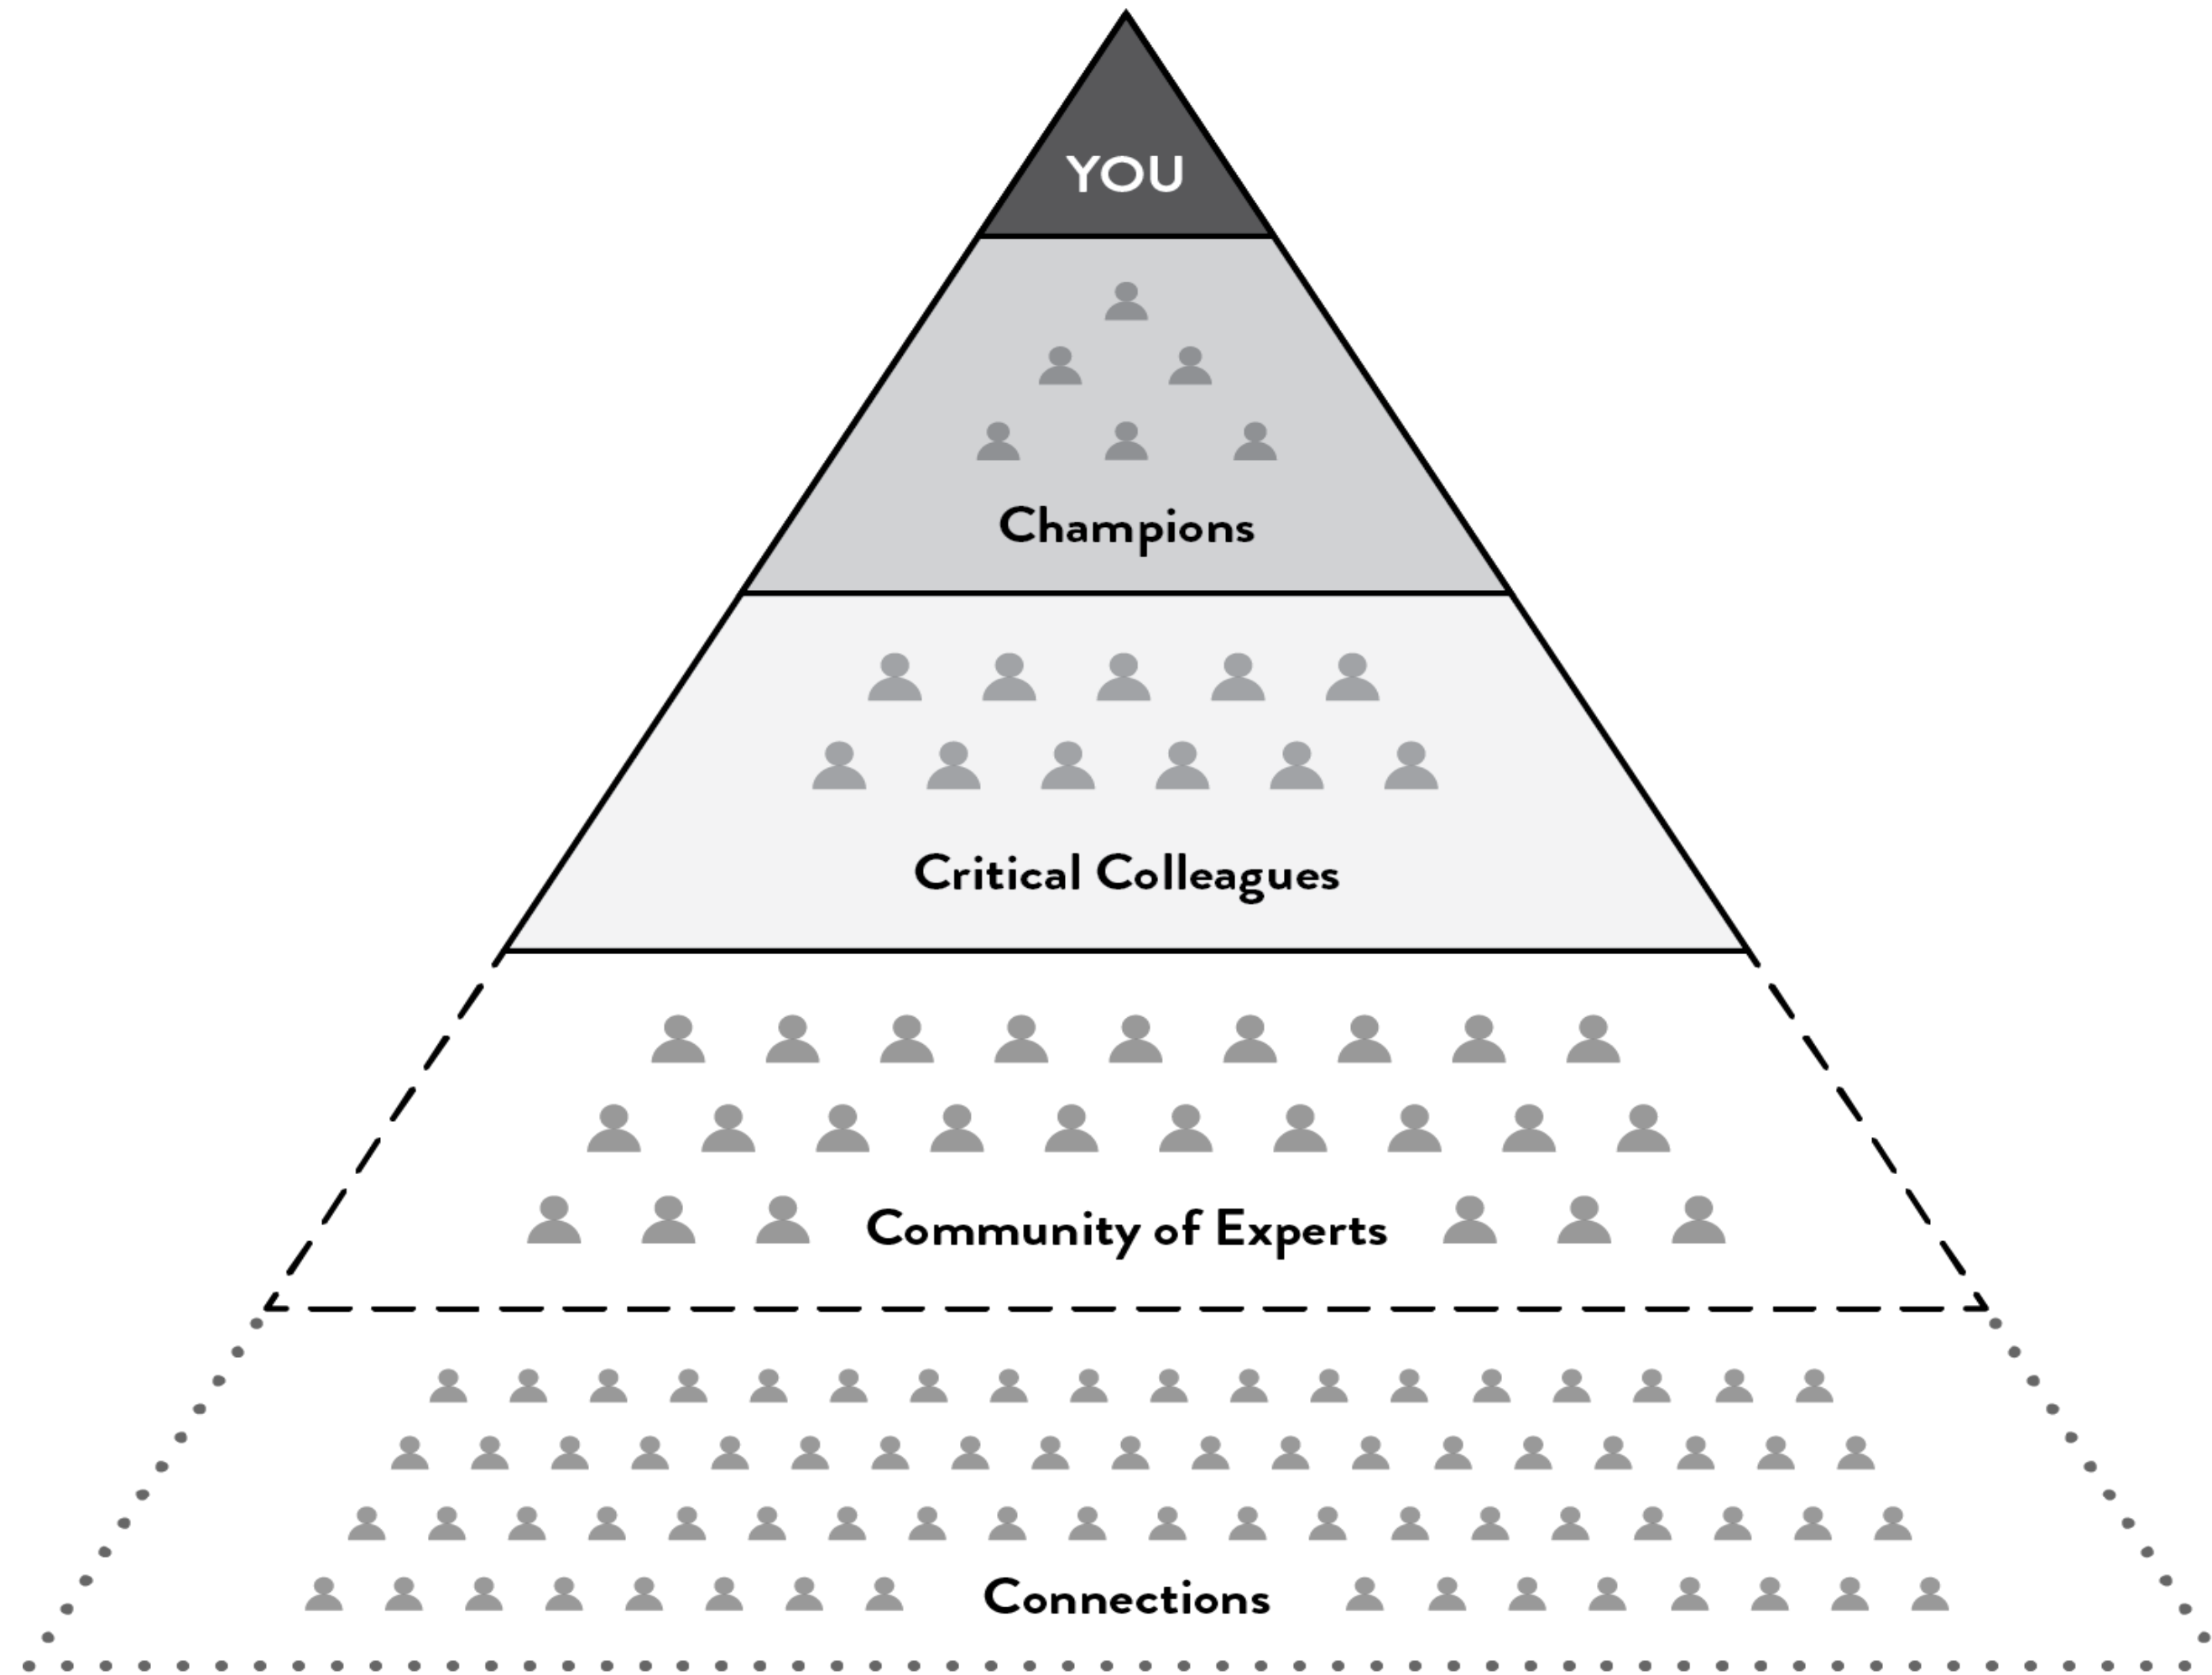 YOU
Champions
Critical Colleagues
Community of Experts
Connections